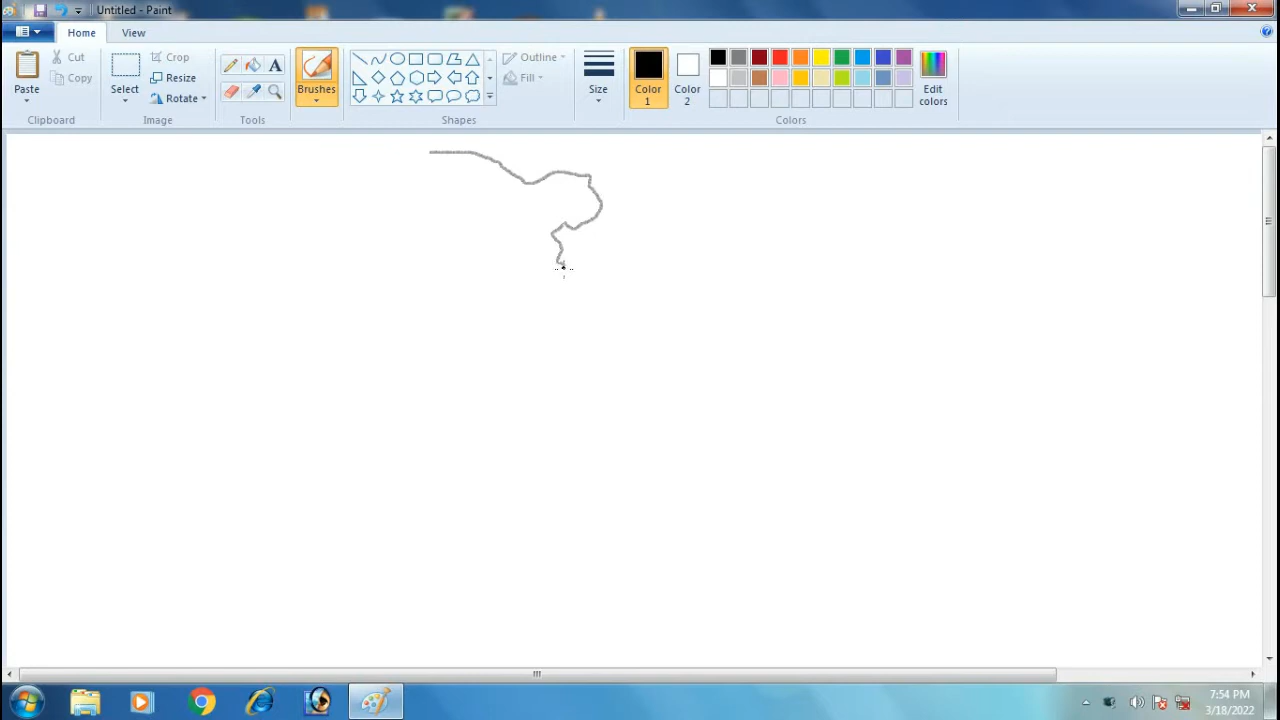 Untitled - Paint
Home View
Paste
Cut
Copy
Clipboard
Select
Crop
Resize
Rotate
Image
A
Tools
Brushes
Outline
Fill
Shapes
Size
Color 1
Color 2
Edit colors
Colors
7:54 PM
3/18/2022